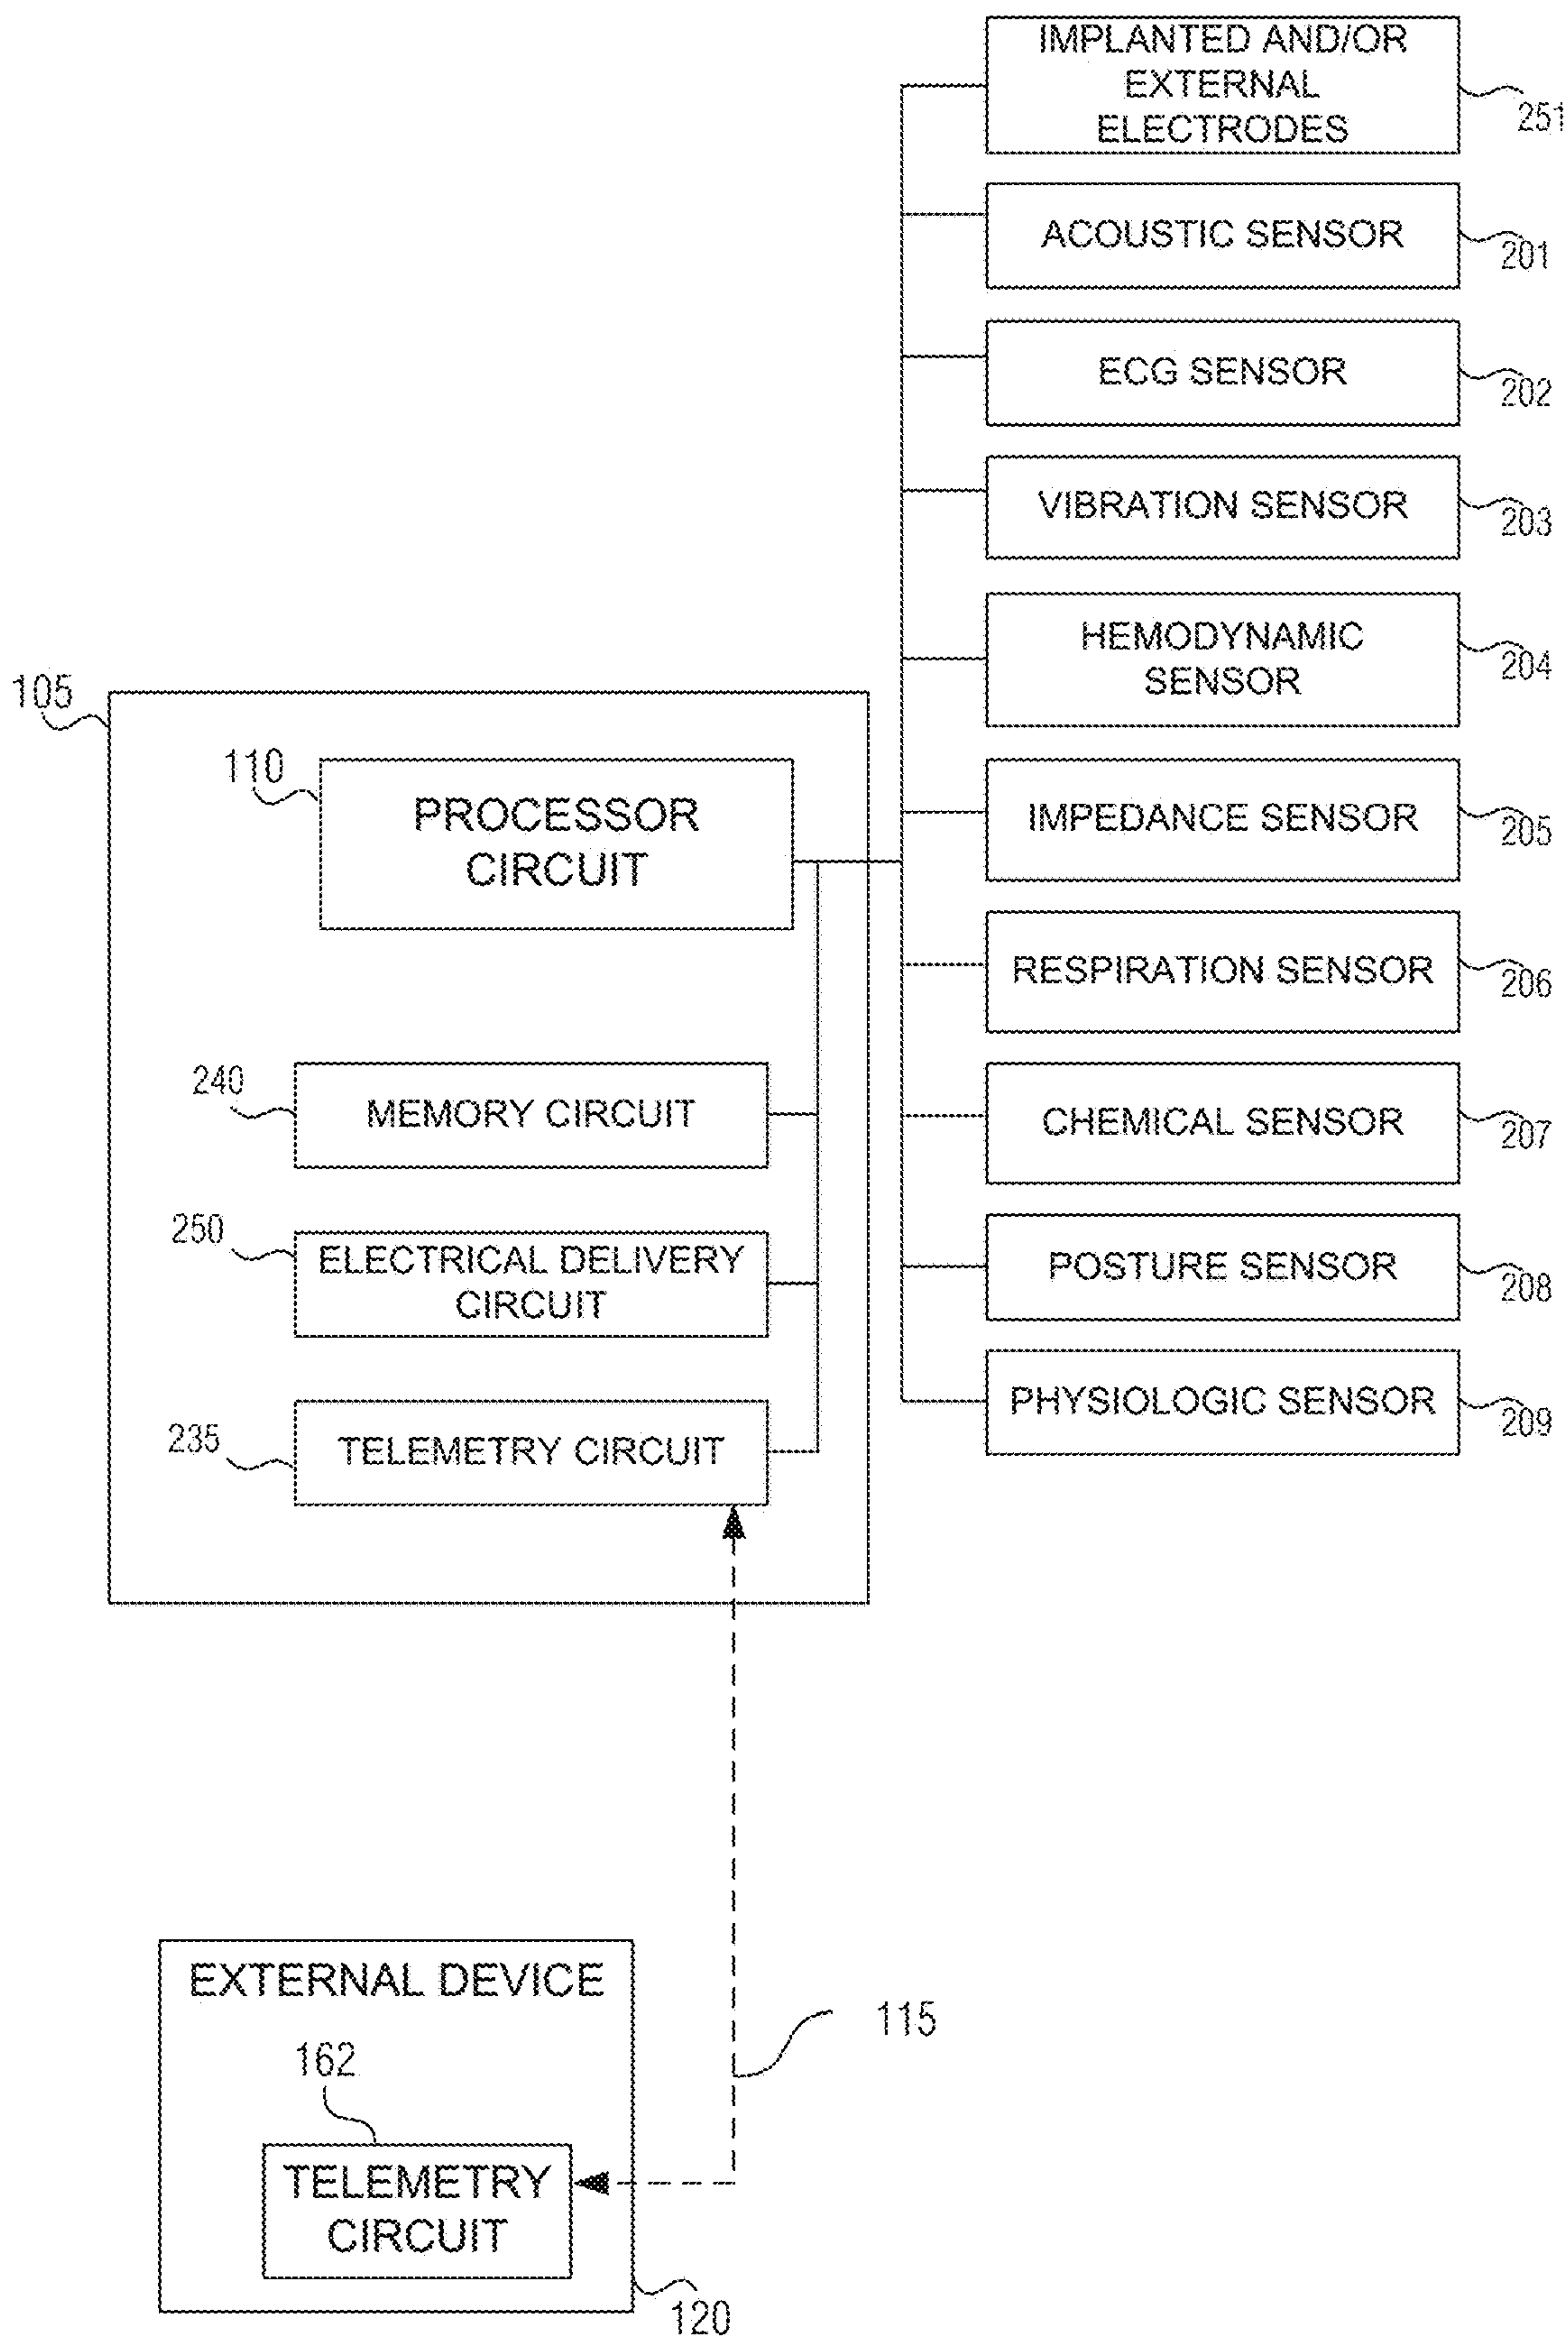 IMPLANTED AND/OR
EXTERNAL
ELECTRODES
251
ACOUSTIC SENSOR
201
ECG SENSOR
202
VIBRATION SENSOR
203
HEMODYNAMIC
SENSOR
204
105
110
PROCESSOR
CIRCUIT
IMPEDANCE SENSOR
205
RESPIRATION SENSOR
206
240
MEMORY CIRCUIT
CHEMICAL SENSOR
207
250
ELECTRICAL DELIVERY
CIRCUIT
POSTURE SENSOR
208
235
TELEMETRY CIRCUIT
PHYSIOLOGIC SENSOR
209
EXTERNAL DEVICE
115
162
TELEMETRY
CIRCUIT
120